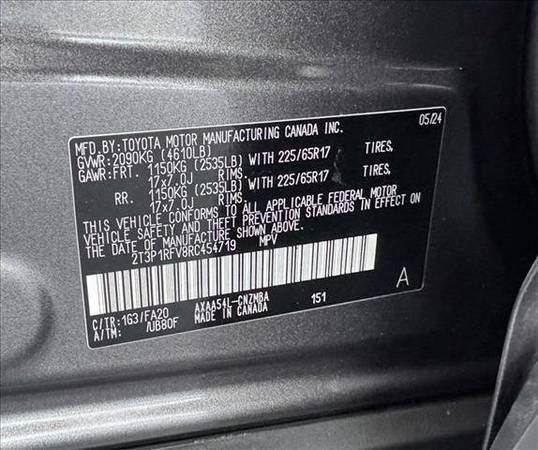 MFD.BY:TOYOTA MOTOR MANUFACTURING CANADA INC. 05/24
GVWR:2090KG (4610LB)
GAWR:FRT. 1150KG (2535LB) WITH 225/65R17 TIRES,
17x7.0J RIMS.
RR. 1150KG (2535LB) WITH 225/65R17 TIRES,
17x7.0J RIMS.
THIS VEHICLE CONFORMS TO ALL APPLICABLE FEDERAL MOTOR
VEHICLE SAFETY AND THEFT PREVENTION STANDARDS IN EFFECT ON
THE DATE OF MANUFACTURE SHOWN ABOVE.
2T3P1RFV8RC454719 MPV
A
C/TR:1G3/FA20 AXAA54L-CNZMBA 151
A/TM: /UB80F MADE IN CANADA